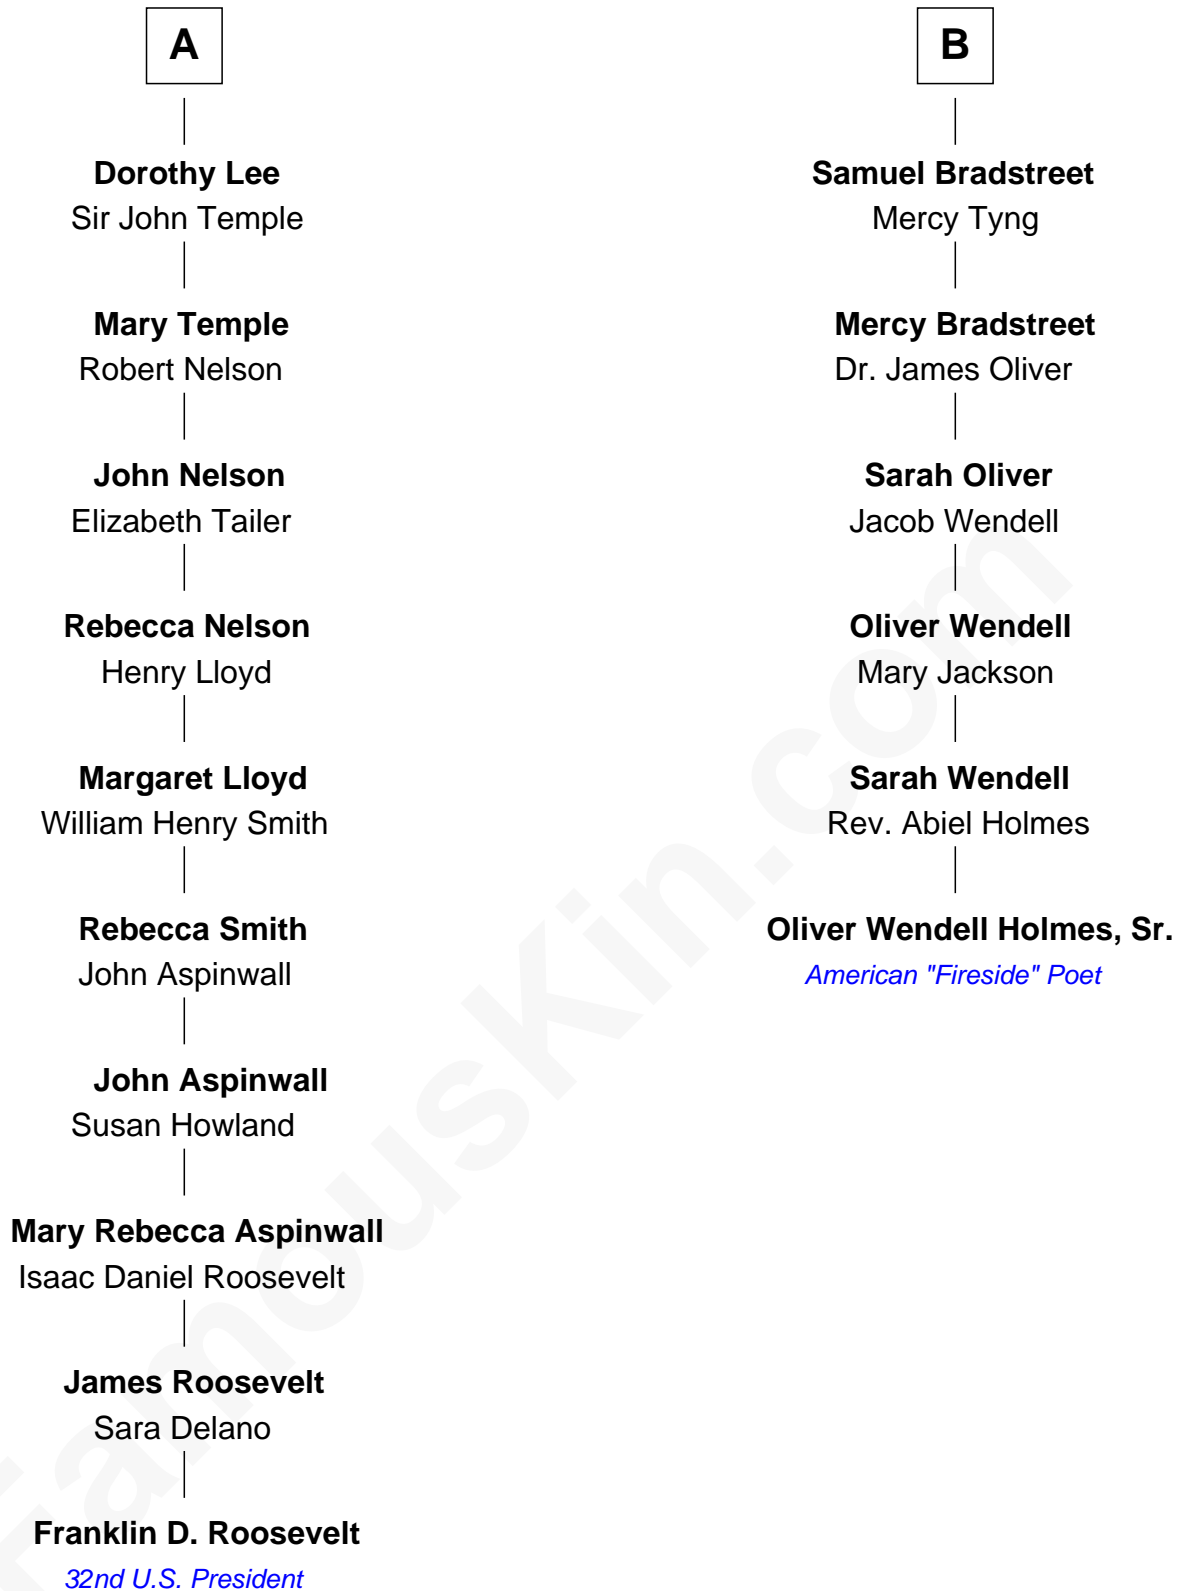 A
Dorothy Lee
Sir John Temple
Mary Temple
Robert Nelson
John Nelson
Elizabeth Tailer
Rebecca Nelson
Henry Lloyd
Margaret Lloyd
William Henry Smith
Rebecca Smith
John Aspinwall
John Aspinwall
Susan Howland
Mary Rebecca Aspinwall
Isaac Daniel Roosevelt
James Roosevelt
Sara Delano
Franklin D. Roosevelt
32nd U.S. President
B
Samuel Bradstreet
Mercy Tyng
Mercy Bradstreet
Dr. James Oliver
Sarah Oliver
Jacob Wendell
Oliver Wendell
Mary Jackson
Sarah Wendell
Rev. Abiel Holmes
Oliver Wendell Holmes, Sr.
American "Fireside" Poet
FamousKin.com